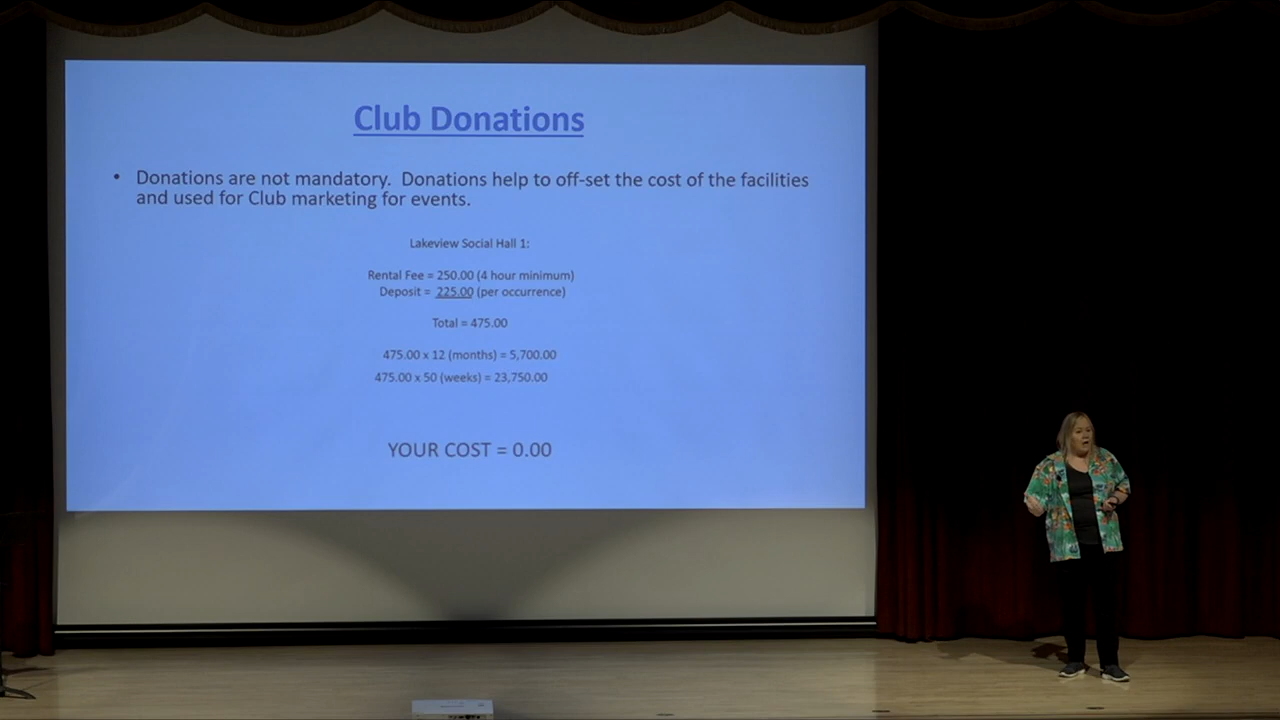 Club Donations
• Donations are not mandatory.  Donations help to off-set the cost of the facilities
and used for Club marketing for events.
Lakeview Social Hall 1:
Rental Fee = 250.00 (4 hour minimum)
Deposit =  225.00 (per occurrence)
Total = 475.00
475.00 x 12 (months) = 5,700.00
475.00 x 50 (weeks) = 23,750.00
YOUR COST = 0.00